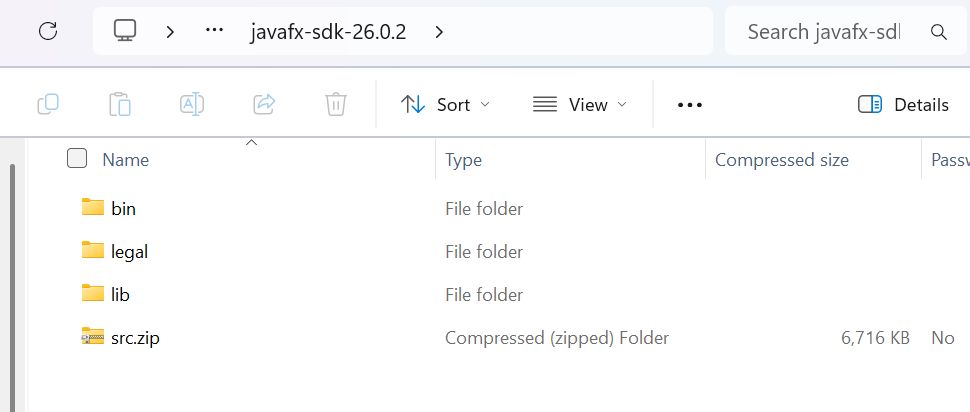 javafx-sdk-26.0.2
Search javafx-sdl
Sort
View
Details
Name Type Compressed size Passw
bin File folder
legal File folder
lib File folder
src.zip Compressed (zipped) Folder 6,716 KB No